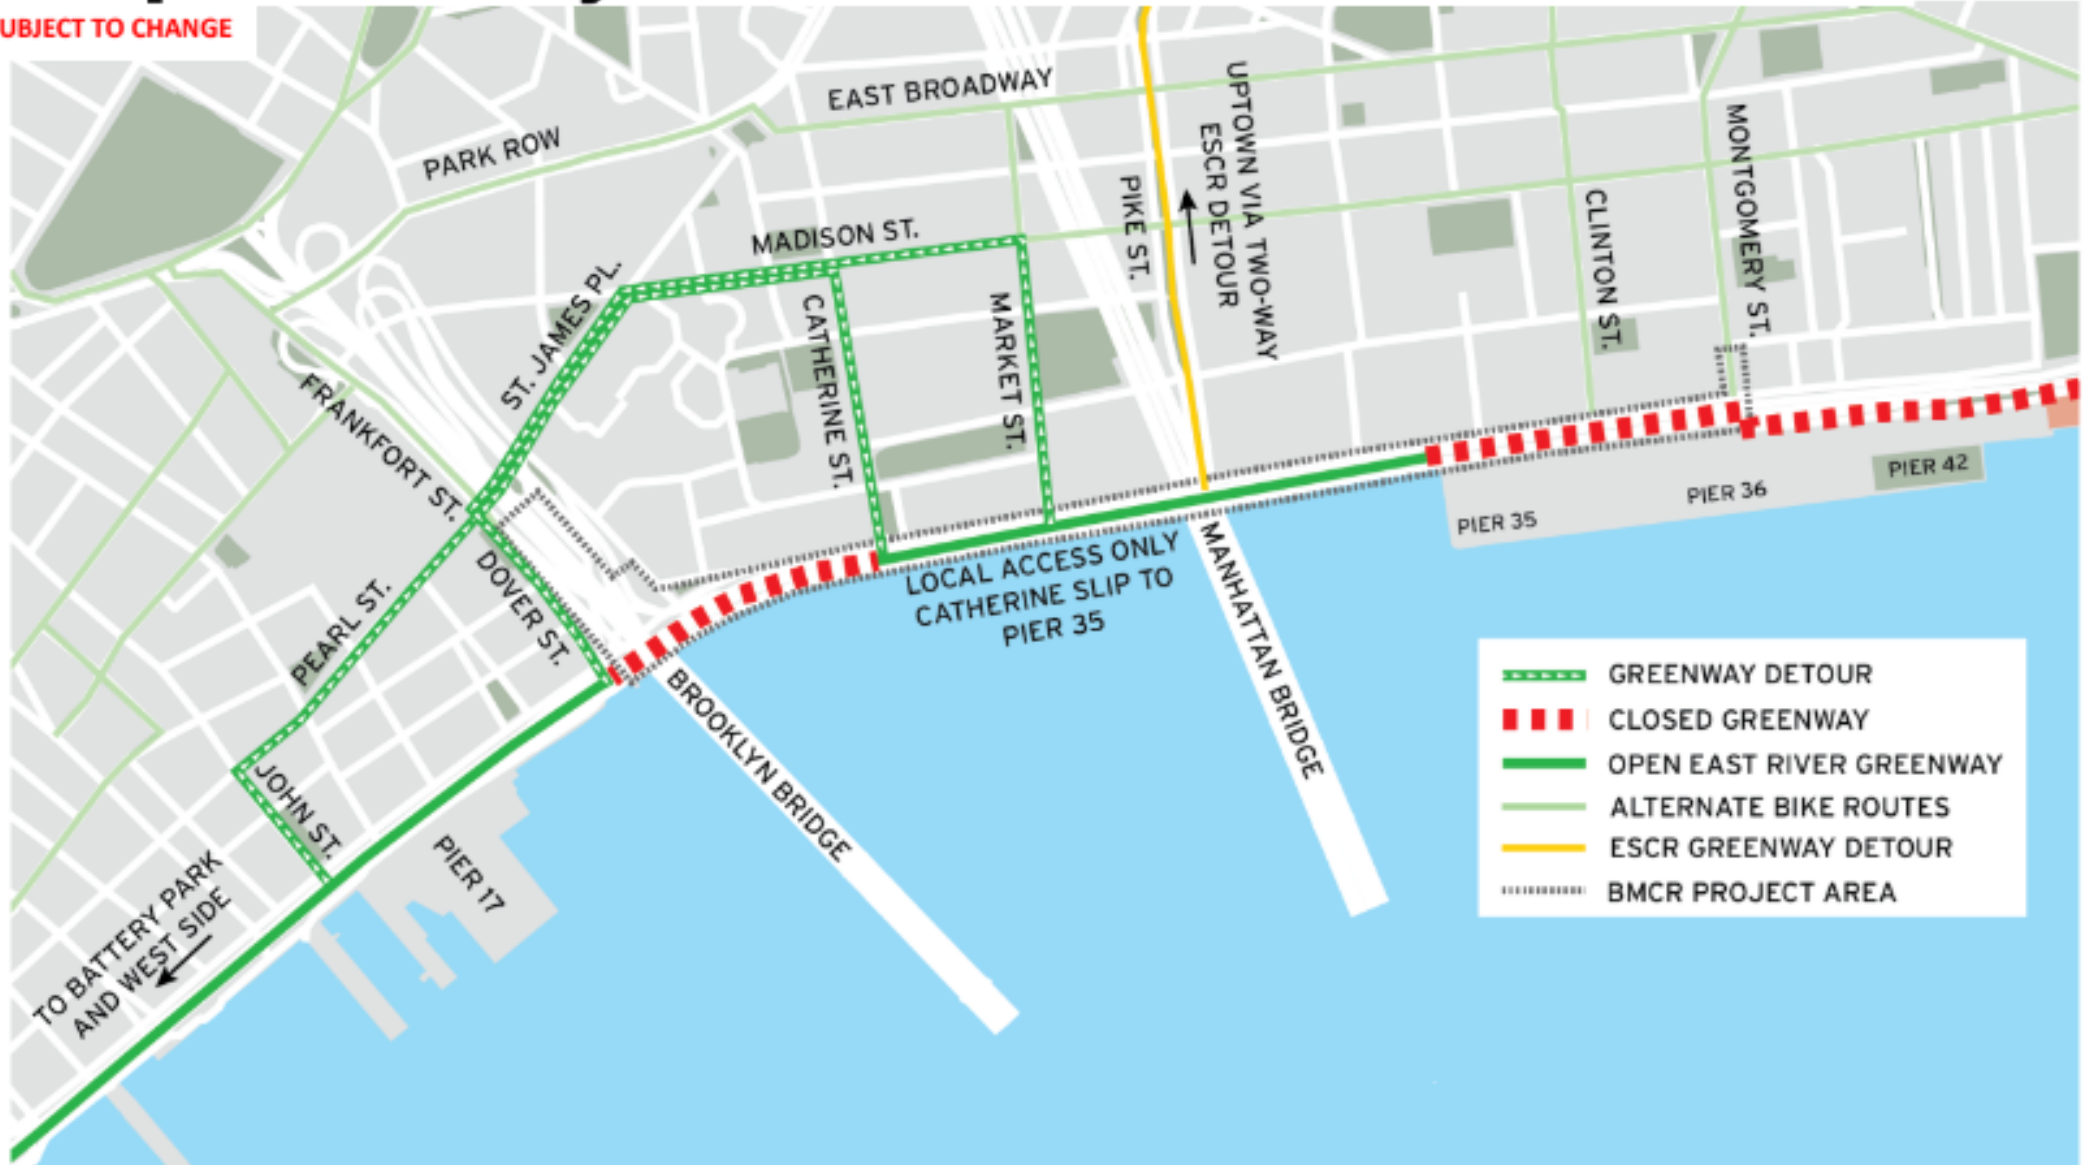 UBJECT TO CHANGE
EAST BROADWAY
PARK ROW
UPTOWN VIA TWO-WAY
ESCR DETOUR
MONTGOMERY ST.
PIKE ST.
CLINTON ST.
MADISON ST.
ST. JAMES PL.
CATHERINE ST.
MARKET ST.
FRANKFORT ST.
PIER 42
PIER 36
PIER 35
DOVER ST.
LOCAL ACCESS ONLY
CATHERINE SLIP TO
PIER 35
PEARL ST.
MANHATTAN BRIDGE
BROOKLYN BRIDGE
JOHN ST.
PIER 17
TO BATTERY PARK
AND WEST SIDE
GREENWAY DETOUR
CLOSED GREENWAY
OPEN EAST RIVER GREENWAY
ALTERNATE BIKE ROUTES
ESCR GREENWAY DETOUR
BMCR PROJECT AREA